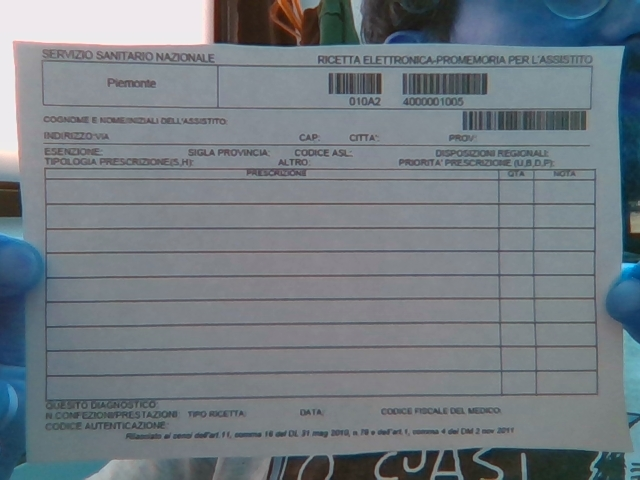 SERVIZIO SANITARIO NAZIONALE RICETTA ELETTRONICA-PROMEMORIA PER L'ASSISTITO
Piemonte
010A2 4000001005
COGNOME E NOME/INIZIALI DELL'ASSISTITO:
INDIRIZZO:VIA CAP: CITTA': PROV:
ESENZIONE: SIGLA PROVINCIA: CODICE ASL: DISPOSIZIONI REGIONALI:
TIPOLOGIA PRESCRIZIONE(S,H): ALTRO: PRIORITA' PRESCRIZIONE (U,B,D,P):
PRESCRIZIONE QTA NOTA
QUESITO DIAGNOSTICO:
N.CONFEZIONI/PRESTAZIONI: TIPO RICETTA: DATA: CODICE FISCALE DEL MEDICO:
CODICE AUTENTICAZIONE:
Rilasciato ai sensi dell'art.11, comma 16 del DL 31 mag 2010, n.78 e dell'art.1, comma 4 del DM 2 nov 2011